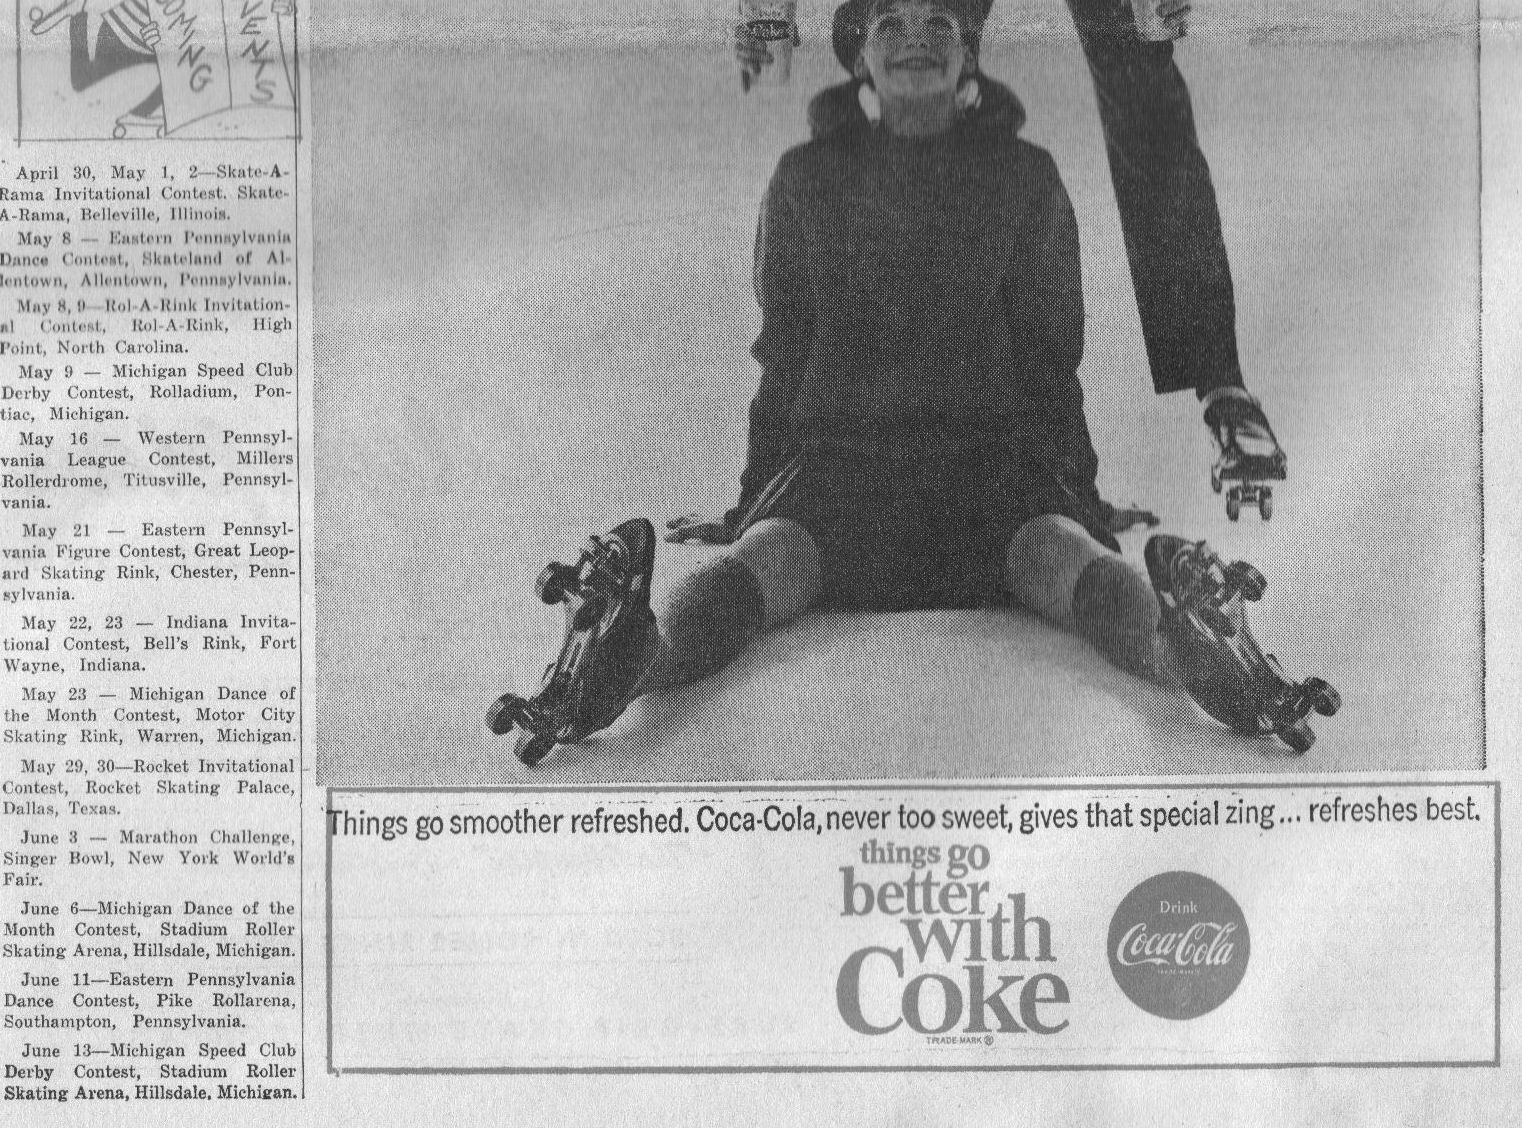 COMING
EVENTS
April 30, May 1, 2—Skate-A-
Rama Invitational Contest. Skate-
A-Rama, Belleville, Illinois.
May 8 — Eastern Pennsylvania
Dance Contest, Skateland of Al-
lentown, Allentown, Pennsylvania.
May 8, 9—Rol-A-Rink Invitation-
al Contest, Rol-A-Rink, High
Point, North Carolina.
May 9 — Michigan Speed Club
Derby Contest, Rolladium, Pon-
tiac, Michigan.
May 16 — Western Pennsyl-
vania League Contest, Millers
Rollerdrome, Titusville, Pennsyl-
vania.
May 21 — Eastern Pennsyl-
vania Figure Contest, Great Leop-
ard Skating Rink, Chester, Penn-
sylvania.
May 22, 23 — Indiana Invita-
tional Contest, Bell's Rink, Fort
Wayne, Indiana.
May 23 — Michigan Dance of
the Month Contest, Motor City
Skating Rink, Warren, Michigan.
May 29, 30—Rocket Invitational
Contest, Rocket Skating Palace,
Dallas, Texas.
June 3 — Marathon Challenge,
Singer Bowl, New York World's
Fair.
June 6—Michigan Dance of the
Month Contest, Stadium Roller
Skating Arena, Hillsdale, Michigan.
June 11—Eastern Pennsylvania
Dance Contest, Pike Rollarena,
Southampton, Pennsylvania.
June 13—Michigan Speed Club
Derby Contest, Stadium Roller
Skating Arena, Hillsdale, Michigan.
Things go smoother refreshed. Coca-Cola, never too sweet, gives that special zing... refreshes best.
things go
better
with
Coke
TRADE-MARK ®
Drink
Coca-Cola